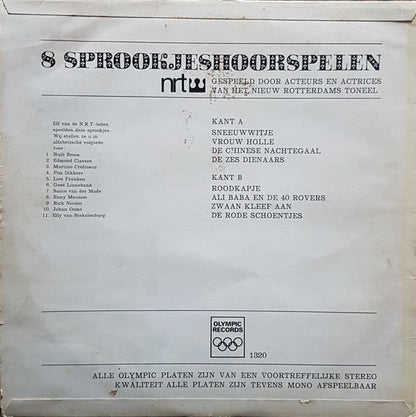 8 SPROOKJESHOORSPELEN
nrt
GESPEELD DOOR ACTEURS EN ACTRICES
VAN HET NIEUW ROTTERDAMS TONEEL
Elf van de N.R.T.-leden
speelden deze sprookjes.
Wij stellen ze u in
alfabetische volgorde
voor:
1 Huib Broos
2 Edmond Classen
3 Martine Crefcoeur
4 Pim Dikkers
5 Lies Franken
6 Cees Linnebank
7 Sacco van der Made
8 Enny Meunier
9 Rick Nicolet
10 Johan Ooms
11 Elly van Stekelenburg
KANT A
SNEEUWWITJE
VROUW HOLLE
DE CHINESE NACHTEGAAL
DE ZES DIENAARS
KANT B
ROODKAPJE
ALI BABA EN DE 40 ROVERS
ZWAAN KLEEF AAN
DE RODE SCHOENTJES
OLYMPIC
RECORDS
1320
ALLE OLYMPIC PLATEN ZIJN VAN EEN VOORTREFFELIJKE STEREO
KWALITEIT ALLE PLATEN ZIJN TEVENS MONO AFSPEELBAAR